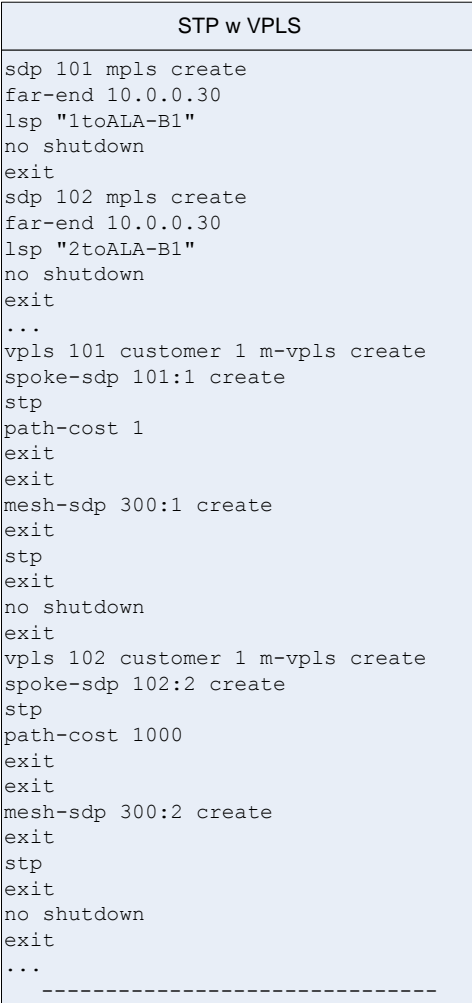 STP w VPLS
sdp 101 mpls create
far-end 10.0.0.30
lsp "1toALA-B1"
no shutdown
exit
sdp 102 mpls create
far-end 10.0.0.30
lsp "2toALA-B1"
no shutdown
exit
...
vpls 101 customer 1 m-vpls create
spoke-sdp 101:1 create
stp
path-cost 1
exit
exit
mesh-sdp 300:1 create
exit
stp
exit
no shutdown
exit
vpls 102 customer 1 m-vpls create
spoke-sdp 102:2 create
stp
path-cost 1000
exit
exit
mesh-sdp 300:2 create
exit
stp
exit
no shutdown
exit
...
-------------------------------